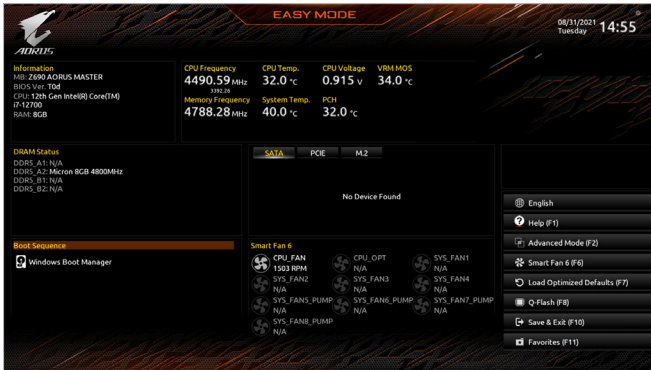 EASY MODE
08/31/2021
Tuesday
14:55
AORUS
Information
MB: Z690 AORUS MASTER
BIOS Ver. T0d
CPU: 12th Gen Intel(R) Core(TM)
i7-12700
RAM: 8GB
CPU Frequency
4490.59 MHz
3392.26
CPU Temp.
32.0 °C
CPU Voltage
0.915 V
VRM MOS
34.0 °C
Memory Frequency
4788.28 MHz
System Temp.
40.0 °C
PCH
32.0 °C
DRAM Status
DDR5_A1: N/A
DDR5_A2: Micron 8GB 4800MHz
DDR5_B1: N/A
DDR5_B2: N/A
SATA PCIE M.2
No Device Found
Boot Sequence
Windows Boot Manager
Smart Fan 6
CPU_FAN
1503 RPM
CPU_OPT
N/A
SYS_FAN1
N/A
SYS_FAN2
N/A
SYS_FAN3
N/A
SYS_FAN4
N/A
SYS_FAN5_PUMP
N/A
SYS_FAN6_PUMP
N/A
SYS_FAN7_PUMP
N/A
SYS_FAN8_PUMP
N/A
English
Help (F1)
Advanced Mode (F2)
Smart Fan 6 (F6)
Load Optimized Defaults (F7)
Q-Flash (F8)
Save & Exit (F10)
Favorites (F11)